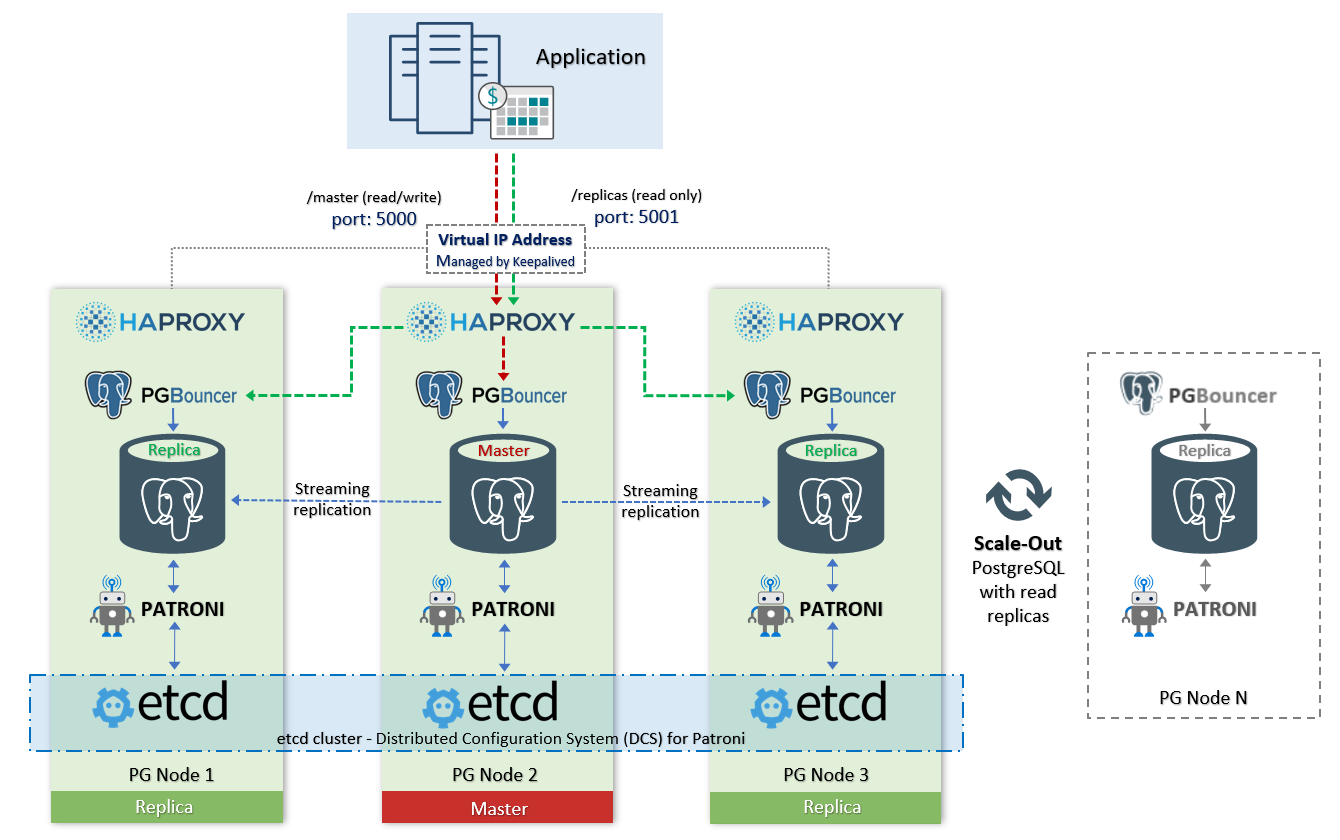 Application
$
/master (read/write)
port: 5000
/replicas (read only)
port: 5001
Virtual IP Address
Managed by Keepalived
HAPROXY
HAPROXY
HAPROXY
PGBouncer
PGBouncer
PGBouncer
PGBouncer
Replica
Master
Replica
Replica
Streaming
replication
Streaming
replication
Scale-Out
PostgreSQL
with read
replicas
PATRONI
PATRONI
PATRONI
PATRONI
etcd
etcd
etcd
etcd cluster - Distributed Configuration System (DCS) for Patroni
PG Node 1
PG Node 2
PG Node 3
PG Node N
Replica
Master
Replica